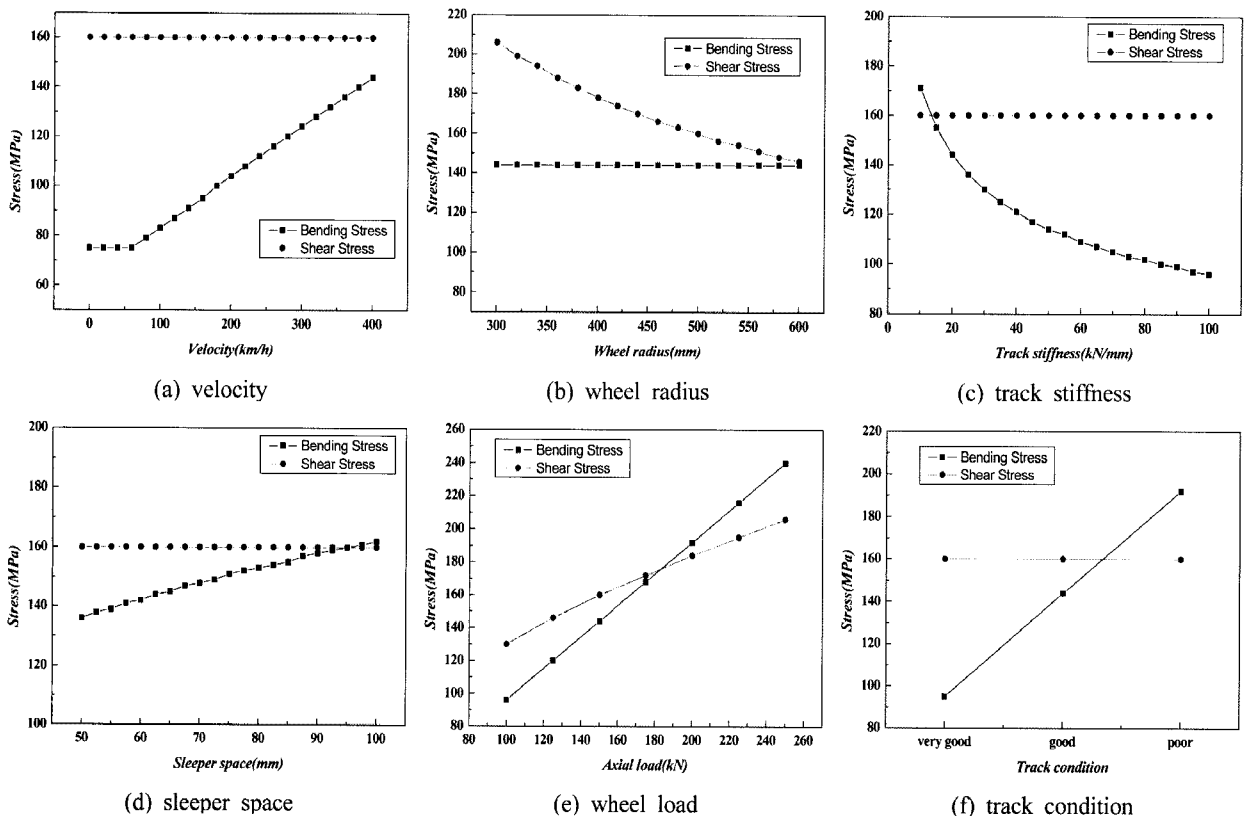 160
140
120
100
80
60
Stress(MPa)
Bending Stress
Shear Stress
0 100 200 300 400
Velocity(km/h)
(a) velocity
220
200
180
160
140
120
100
80
Stress(MPa)
Bending Stress
Shear Stress
300 350 400 450 500 550 600
Wheel radius(mm)
(b) wheel radius
200
180
160
140
120
100
80
Stress(MPa)
Bending Stress
Shear Stress
20 40 60 80 100
Track stiffness(kN/mm)
(c) track stiffness
200
180
160
140
120
100
Stress(MPa)
Bending Stress
Shear Stress
50 60 70 80 90 100
Sleeper space(mm)
(d) sleeper space
260
240
220
200
180
160
140
120
100
80
Stress(MPa)
Bending Stress
Shear Stress
80 100 120 140 160 180 200 220 240 260
Axial load(kN)
(e) wheel load
220
200
180
160
140
120
100
80
Stress(MPa)
Bending Stress
Shear Stress
very good good poor
Track condition
(f) track condition